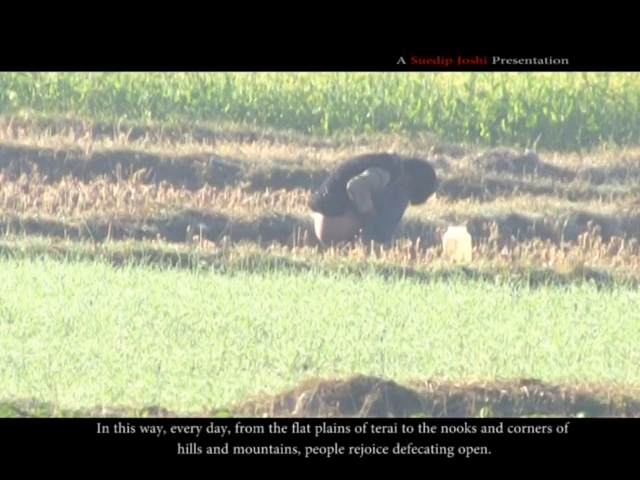 A Suedip Joshi Presentation
In this way, every day, from the flat plains of terai to the nooks and corners of
hills and mountains, people rejoice defecating open.